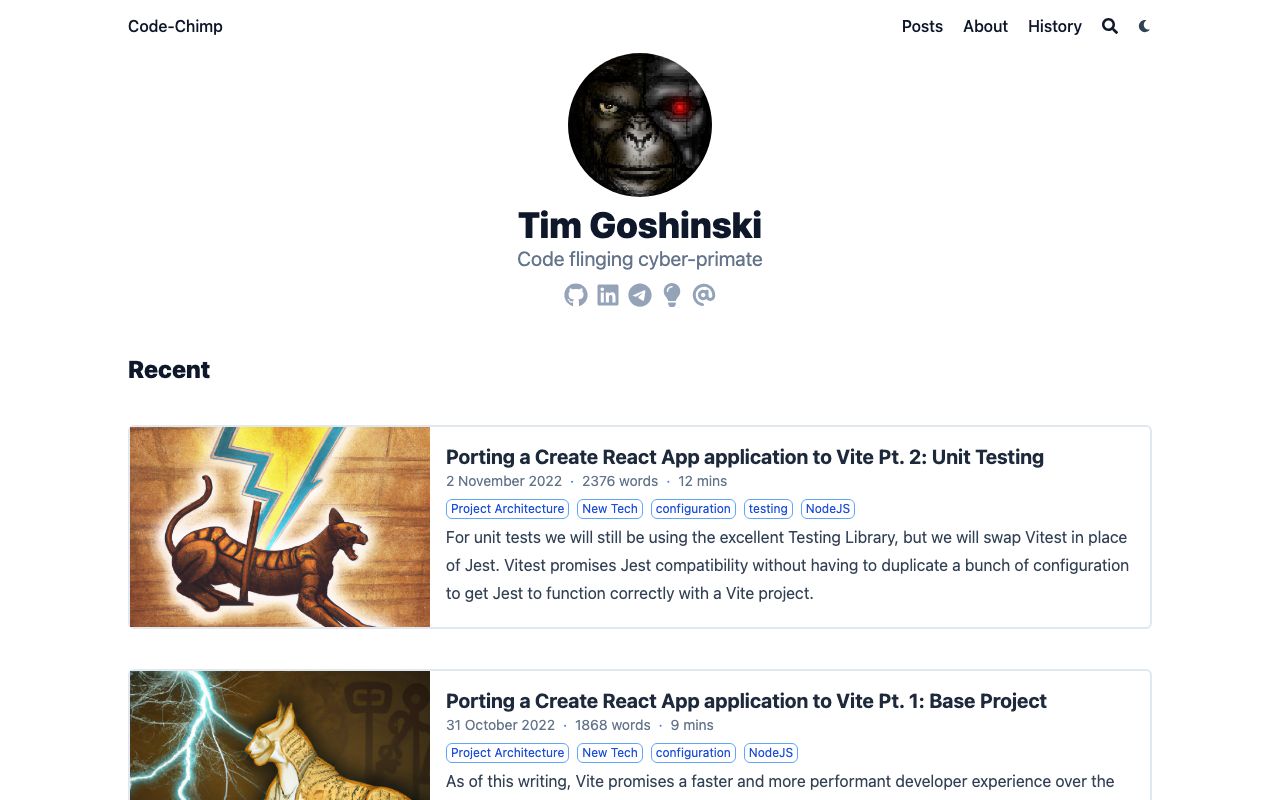 Code-Chimp
Posts About History
Tim Goshinski
Code flinging cyber-primate
Recent
Porting a Create React App application to Vite Pt. 2: Unit Testing
2 November 2022 · 2376 words · 12 mins
Project Architecture New Tech configuration testing NodeJS
For unit tests we will still be using the excellent Testing Library, but we will swap Vitest in place
of Jest. Vitest promises Jest compatibility without having to duplicate a bunch of configuration
to get Jest to function correctly with a Vite project.
Porting a Create React App application to Vite Pt. 1: Base Project
31 October 2022 · 1868 words · 9 mins
Project Architecture New Tech configuration NodeJS
As of this writing, Vite promises a faster and more performant developer experience over the